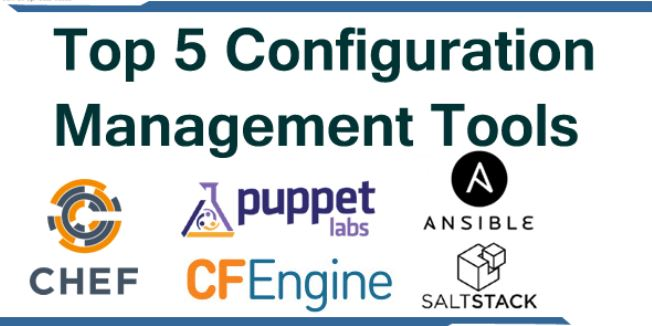 Top 5 Configuration
Management Tools
CHEF
puppet
labs
ANSIBLE
CFEngine
SALTSTACK